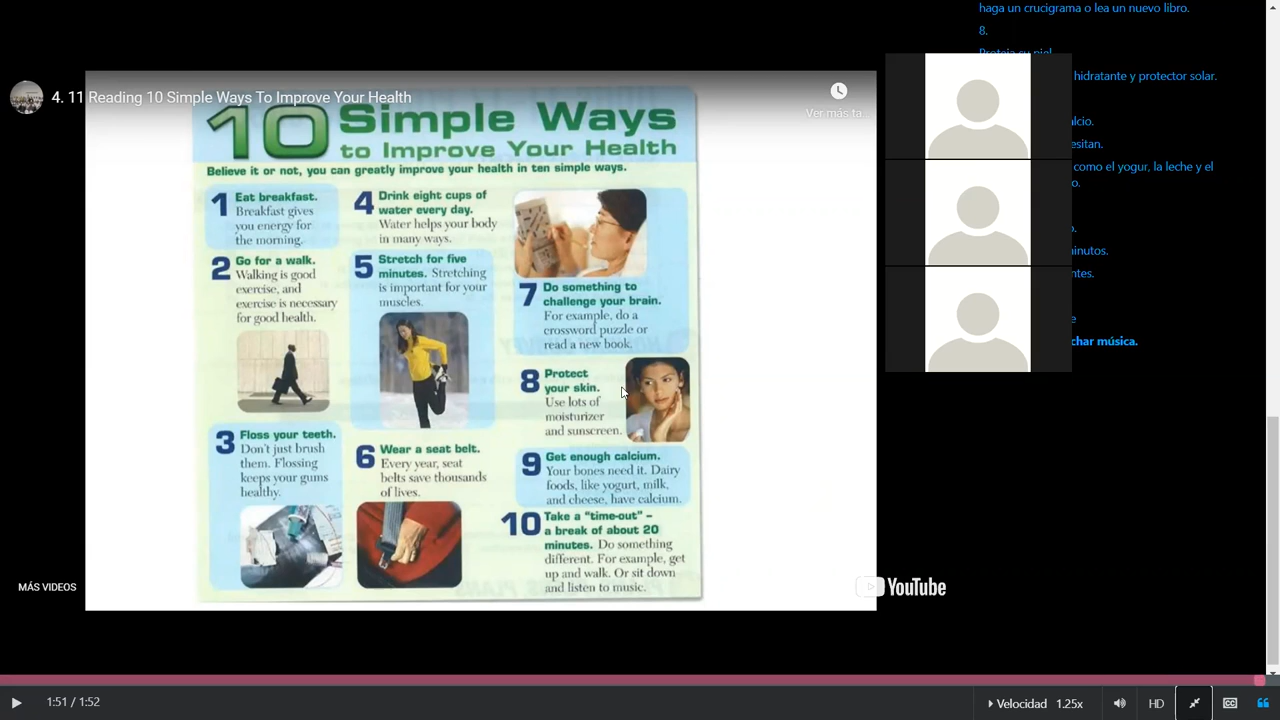 haga un crucigrama o lea un nuevo libro.
8.
Proteja su piel
hidratante y protector solar.
alcio.
esitan.
como el yogur, la leche y el
o.
o.
minutos.
ntes.
e
char música.
4. 11 Reading 10 Simple Ways To Improve Your Health
Ver más ta...
10 Simple Ways
to Improve Your Health
Believe it or not, you can greatly improve your health in ten simple ways.
1 Eat breakfast.
Breakfast gives
you energy for
the morning.
2 Go for a walk.
Walking is good
exercise, and
exercise is necessary
for good health.
3 Floss your teeth.
Don't just brush
them. Flossing
keeps your gums
healthy.
4 Drink eight cups of
water every day.
Water helps your body
in many ways.
5 Stretch for five
minutes. Stretching
is important for your
muscles.
6 Wear a seat belt.
Every year, seat
belts save thousands
of lives.
7 Do something to
challenge your brain.
For example, do a
crossword puzzle or
read a new book.
8 Protect
your skin.
Use lots of
moisturizer
and sunscreen.
9 Get enough calcium.
Your bones need it. Dairy
foods, like yogurt, milk,
and cheese, have calcium.
10 Take a “time-out” –
a break of about 20
minutes. Do something
different. For example, get
up and walk. Or sit down
and listen to music.
MÁS VIDEOS
YouTube
1:51 / 1:52
Velocidad 1.25x
HD
CC